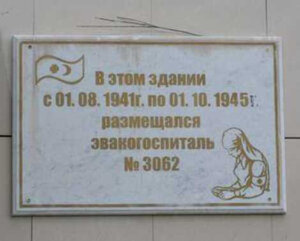 В этом здании
с 01. 08. 1941г. по 01. 10. 1945г.
размещался
эвакогоспиталь
№ 3062